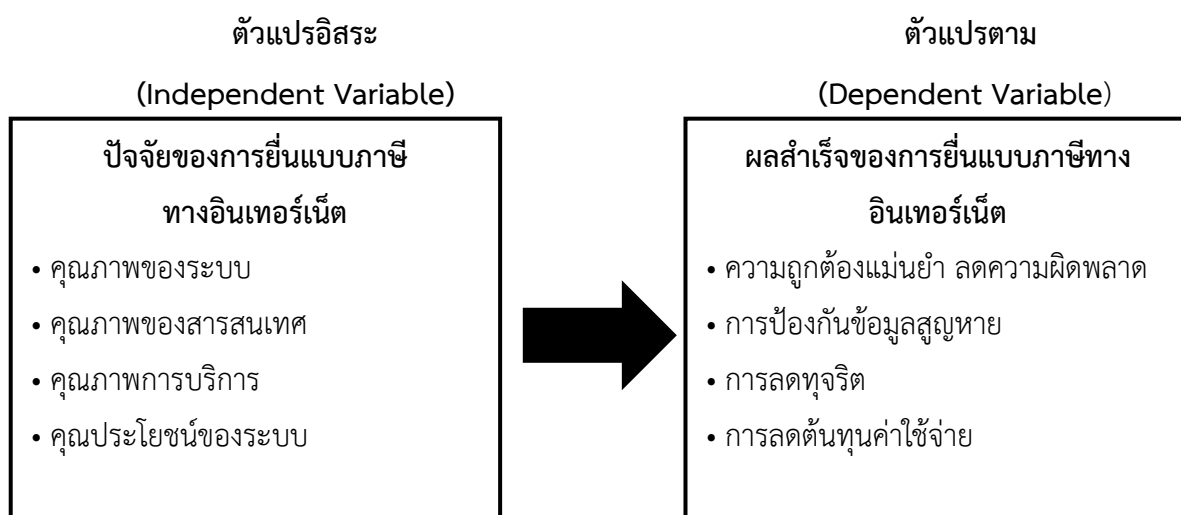 ตัวแปรอิสระ
(Independent Variable)
ปัจจัยของการยื่นแบบภาษี
ทางอินเทอร์เน็ต
• คุณภาพของระบบ
• คุณภาพของสารสนเทศ
• คุณภาพการบริการ
• คุณประโยชน์ของระบบ
ตัวแปรตาม
(Dependent Variable)
ผลสำเร็จของการยื่นแบบภาษีทาง
อินเทอร์เน็ต
• ความถูกต้องแม่นยำ ลดความผิดพลาด
• การป้องกันข้อมูลสูญหาย
• การลดทุจริต
• การลดต้นทุนค่าใช้จ่าย